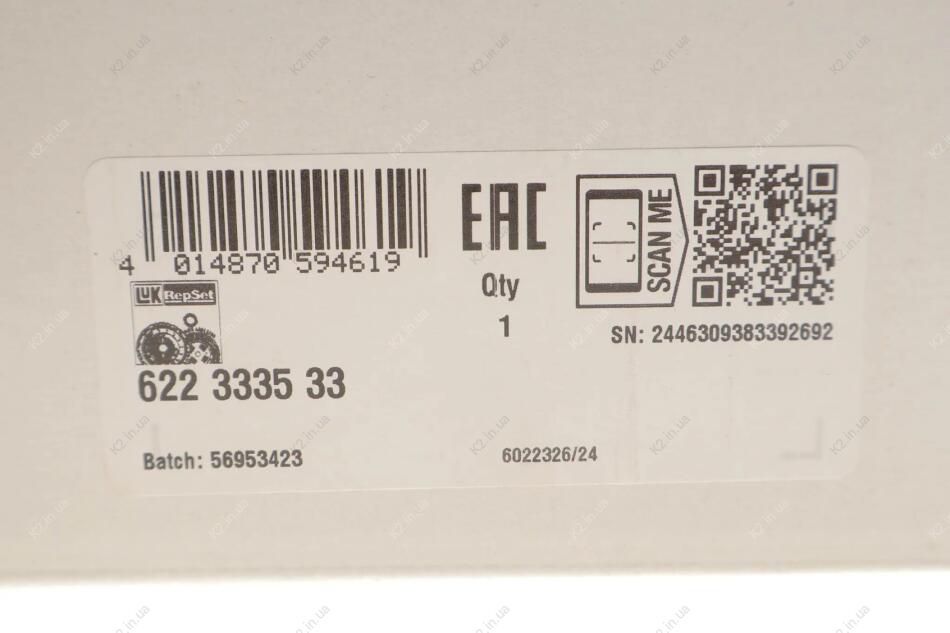 4 014870 594619
EAC
Qty
1
SCAN ME
SN: 2446309383392692
LuK RepSet
622 3335 33
Batch: 56953423
6022326/24
K2.in.ua